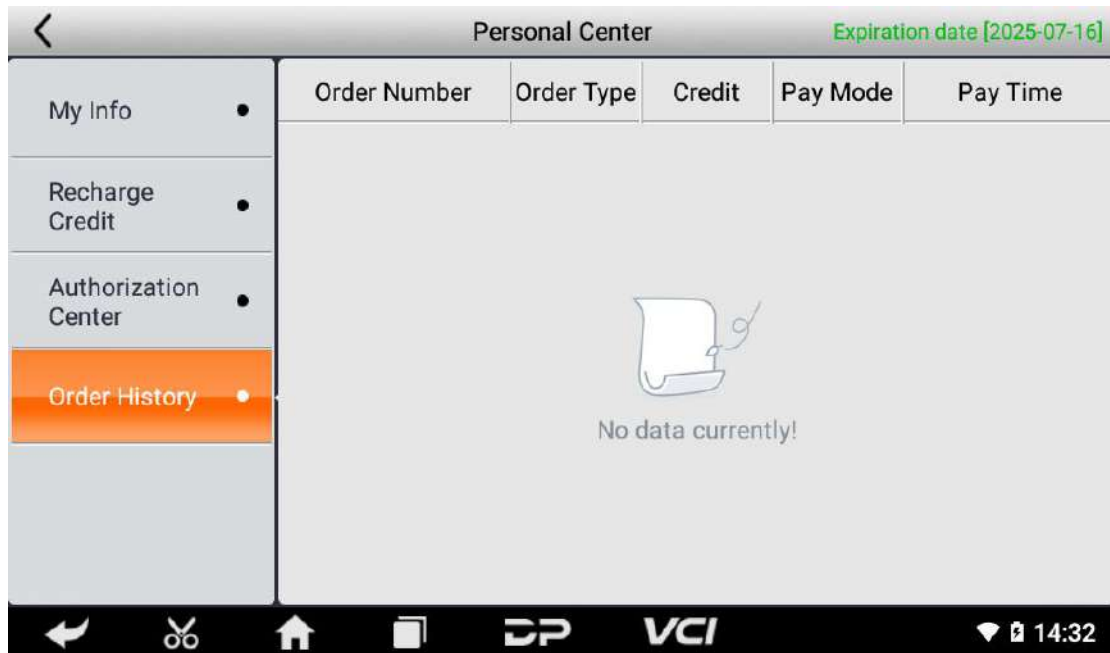 Personal Center
Expiration date [2025-07-16]
My Info
Recharge
Credit
Authorization
Center
Order History
Order Number
Order Type
Credit
Pay Mode
Pay Time
No data currently!
DP
VCI
14:32